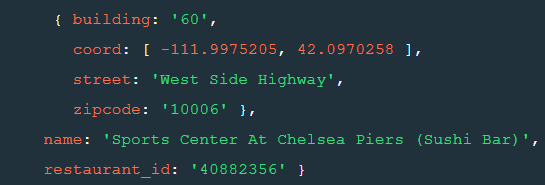 { building: '60',
coord: [ -111.9975205, 42.0970258 ],
street: 'West Side Highway',
zipcode: '10006' },
name: 'Sports Center At Chelsea Piers (Sushi Bar)',
restaurant_id: '40882356' }